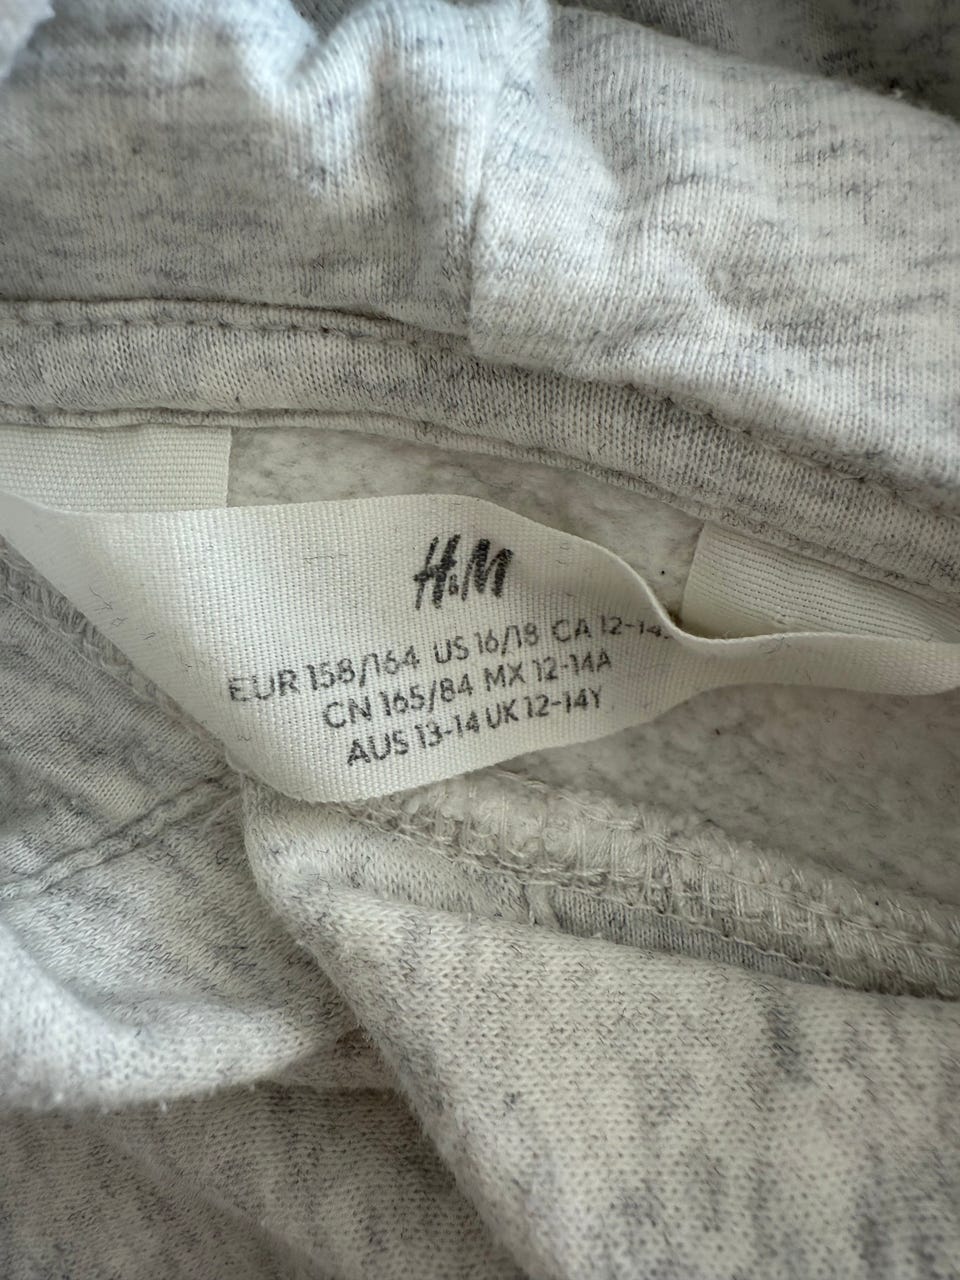 H&M
EUR 158/164 US 16/18 CA 12-14
CN 165/84 MX 12-14A
AUS 13-14 UK 12-14Y